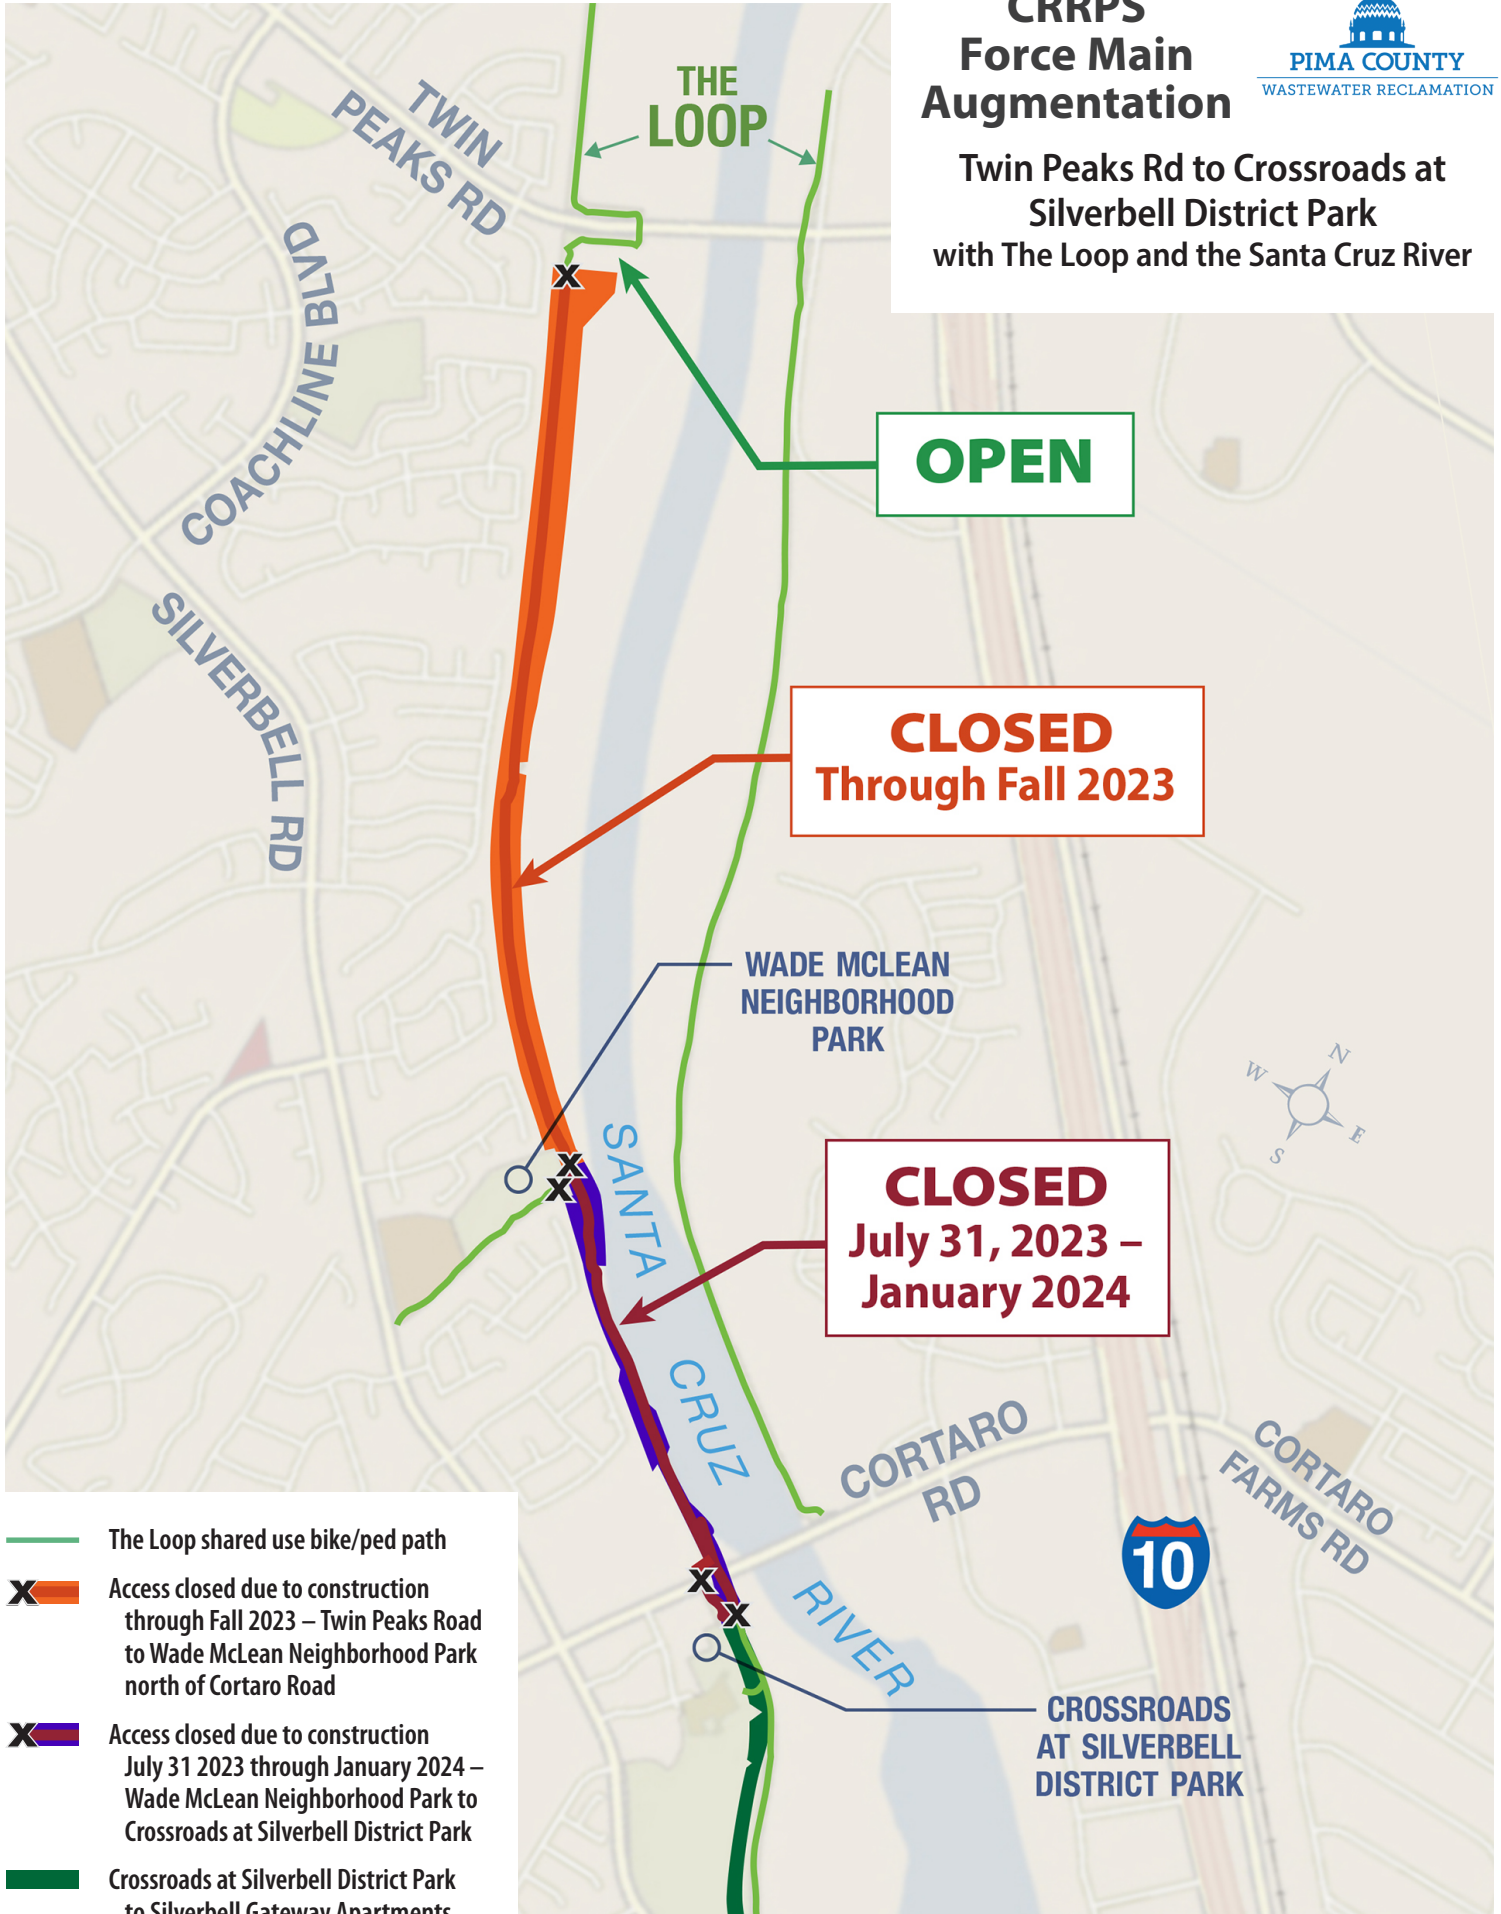 CRRPS
Force Main
Augmentation
PIMA COUNTY
WASTEWATER RECLAMATION
Twin Peaks Rd to Crossroads at
Silverbell District Park
with The Loop and the Santa Cruz River
THE
LOOP
TWIN
PEAKS RD
COACHLINE BLVD
OPEN
SILVERBELL RD
CLOSED
Through Fall 2023
WADE MCLEAN
NEIGHBORHOOD
PARK
N
W
E
S
X
X
X
SANTA
CRUZ
RIVER
CLOSED
July 31, 2023 –
January 2024
CORTARO
RD
CORTARO
FARMS RD
10
X
X
CROSSROADS
AT SILVERBELL
DISTRICT PARK
The Loop shared use bike/ped path
X
Access closed due to construction
through Fall 2023 – Twin Peaks Road
to Wade McLean Neighborhood Park
north of Cortaro Road
X
Access closed due to construction
July 31 2023 through January 2024 –
Wade McLean Neighborhood Park to
Crossroads at Silverbell District Park
Crossroads at Silverbell District Park
to Silverbell Gateway Apartments